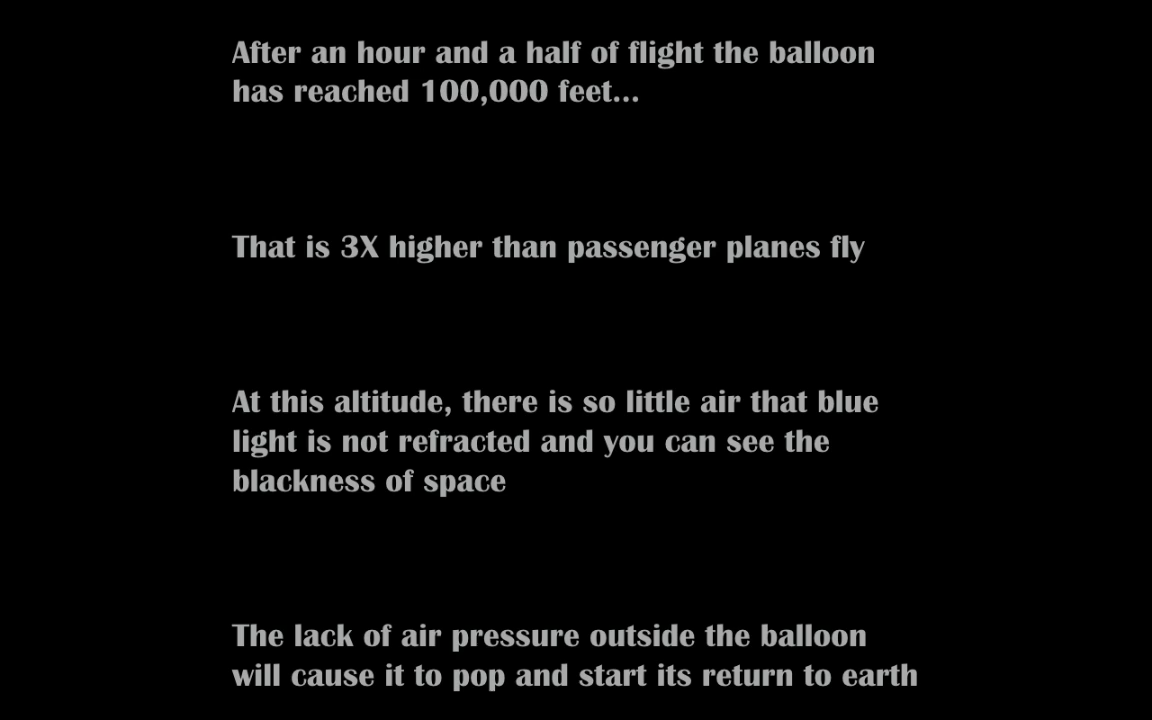 After an hour and a half of flight the balloon
has reached 100,000 feet...
That is 3X higher than passenger planes fly
At this altitude, there is so little air that blue
light is not refracted and you can see the
blackness of space
The lack of air pressure outside the balloon
will cause it to pop and start its return to earth